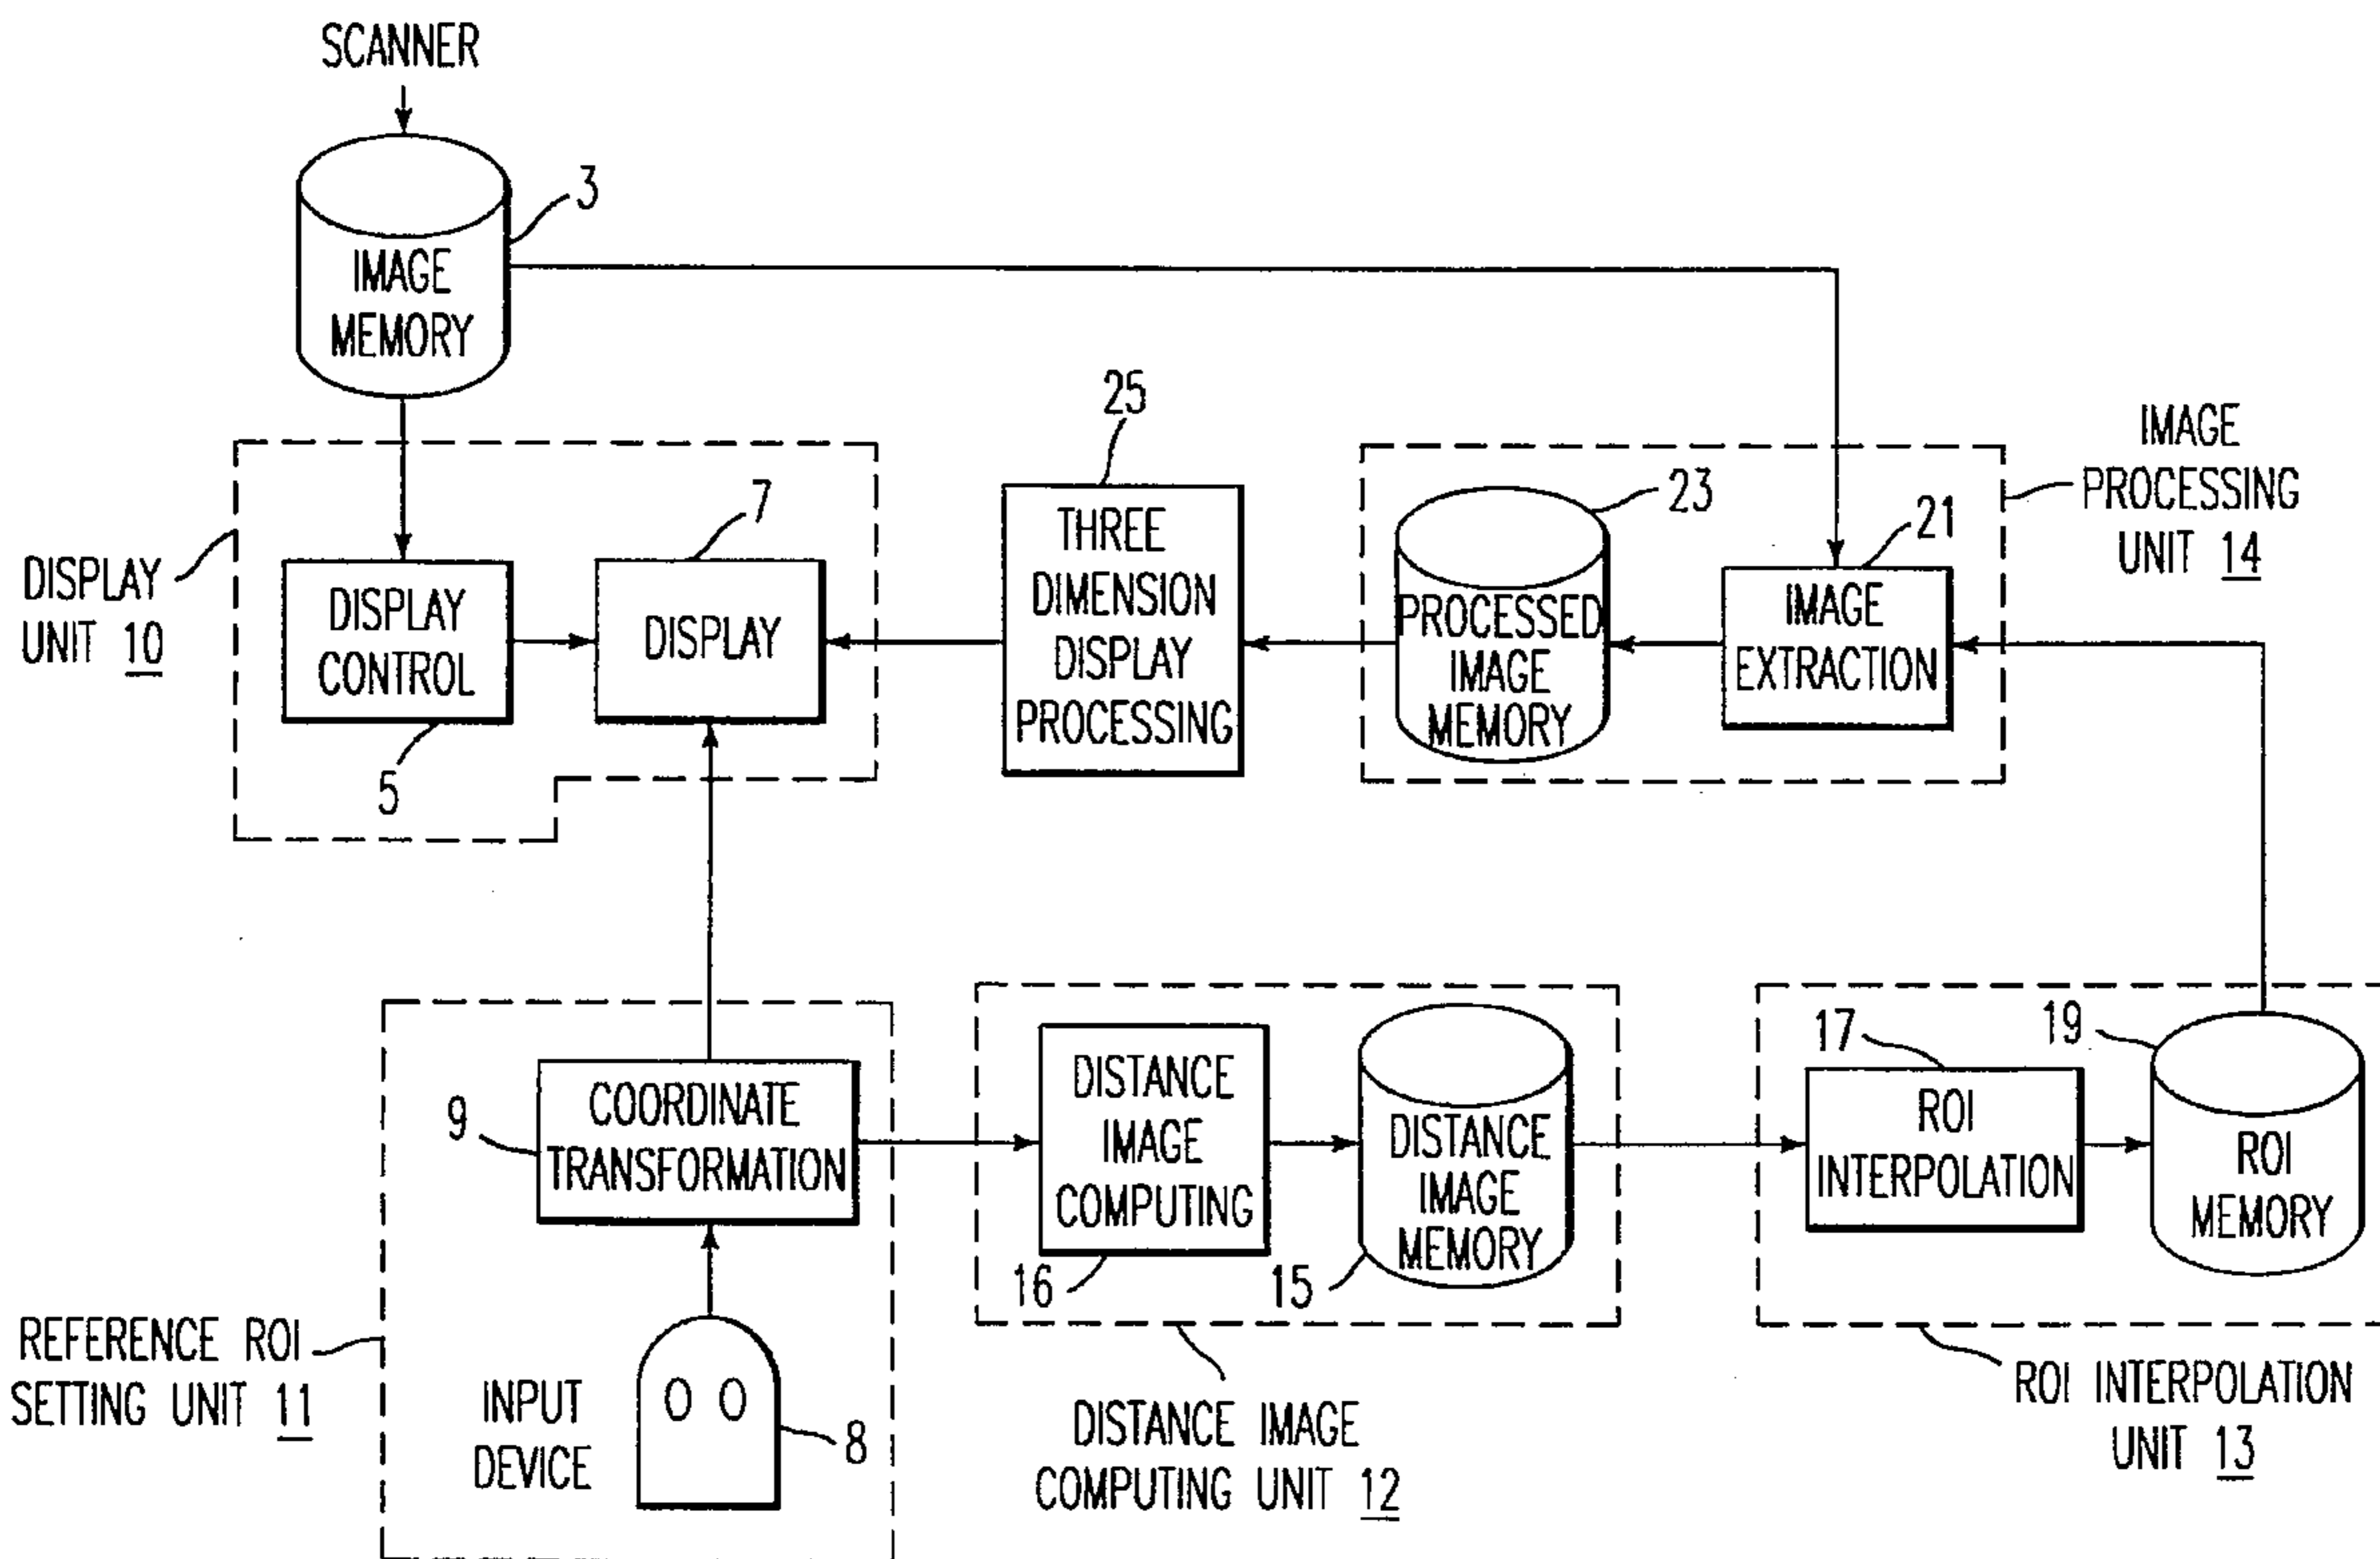 SCANNER
3
IMAGE
MEMORY
25
IMAGE
PROCESSING
UNIT 14
7
23
21
THREE
DIMENSION
DISPLAY
PROCESSING
DISPLAY
UNIT 10
DISPLAY
CONTROL
DISPLAY
PROCESSED
IMAGE
MEMORY
IMAGE
EXTRACTION
5
17
19
9
COORDINATE
TRANSFORMATION
DISTANCE
IMAGE
COMPUTING
DISTANCE
IMAGE
MEMORY
ROI
INTERPOLATION
ROI
MEMORY
16
15
REFERENCE ROI
SETTING UNIT 11
INPUT
DEVICE
8
DISTANCE IMAGE
COMPUTING UNIT 12
ROI INTERPOLATION
UNIT 13